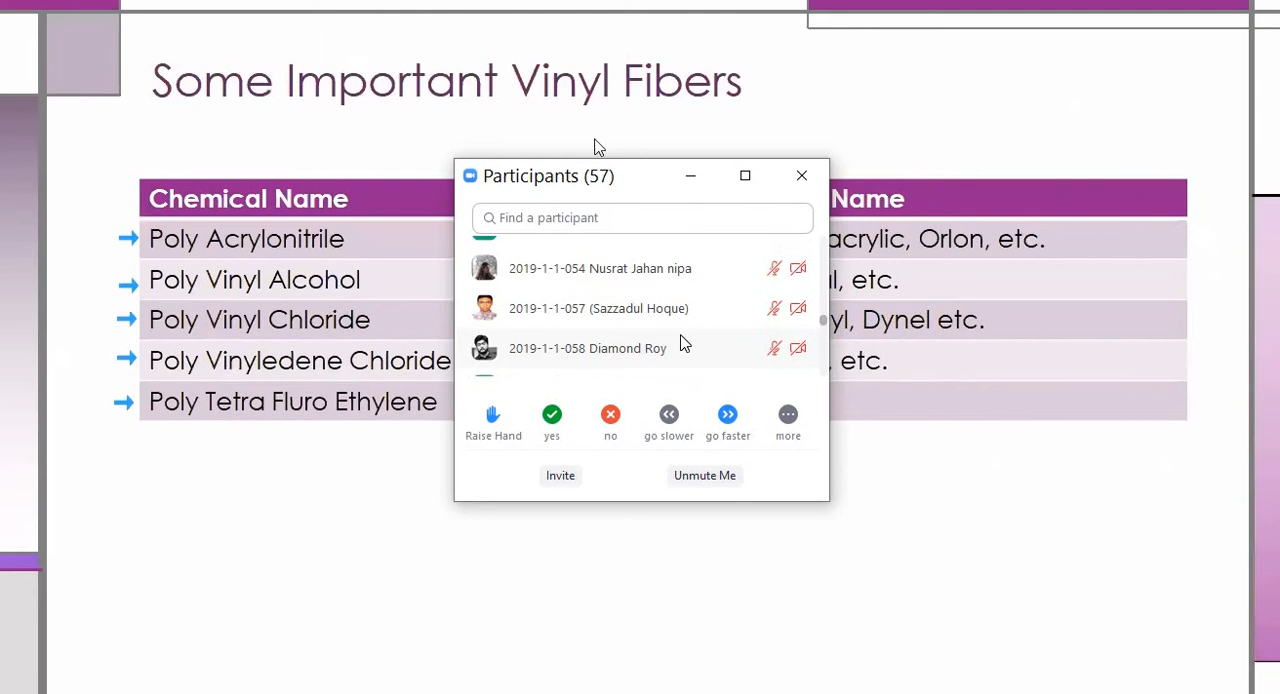 Some Important Vinyl Fibers
Participants (57)
Find a participant
2019-1-1-054 Nusrat Jahan nipa
2019-1-1-057 (Sazzadul Hoque)
2019-1-1-058 Diamond Roy
Raise Hand yes no go slower go faster more
Invite Unmute Me
Chemical Name Name
Poly Acrylonitrile Orlon, etc.
Poly Vinyl Alcohol etc.
Poly Vinyl Chloride Dynel etc.
Poly Vinyledene Chloride etc.
Poly Tetra Fluro Ethylene